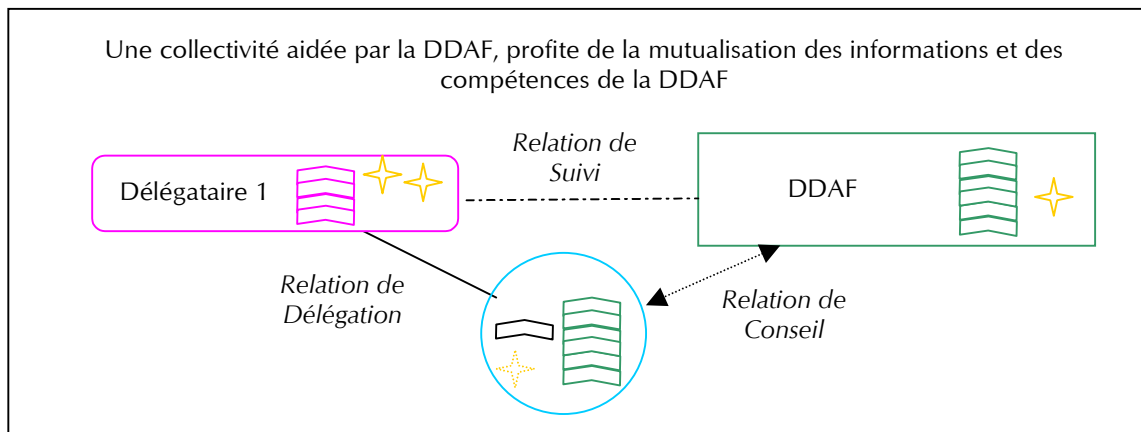 Une collectivité aidée par la DDAF, profite de la mutualisation des informations et des
compétences de la DDAF
Relation de
Suivi
Délégataire 1
DDAF
Relation de
Délégation
Relation de
Conseil